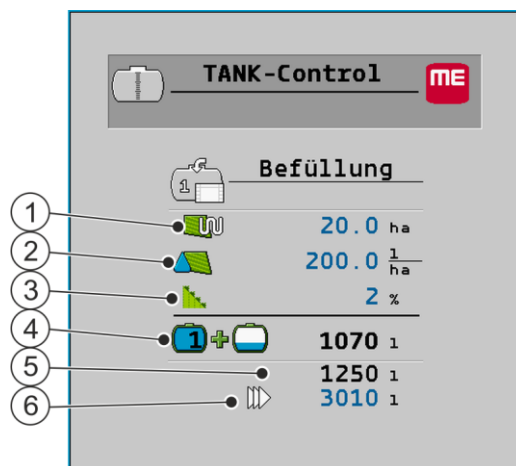 TANK-Control
ME
1
Befüllung
1
20.0 ha
2
200.0 l/ha
3
2 %
4
1
1070 l
5
1250 l
6
3010 l